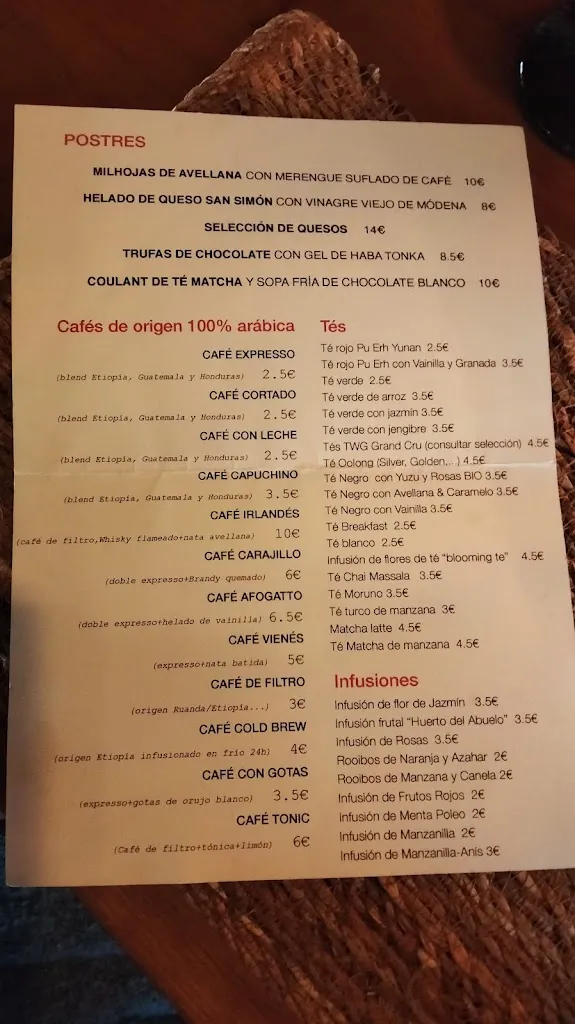 POSTRES
MILHOJAS DE AVELLANA CON MERENGUE SUFLADO DE CAFÉ 10€
HELADO DE QUESO SAN SIMÓN CON VINAGRE VIEJO DE MÓDENA 8€
SELECCIÓN DE QUESOS 14€
TRUFAS DE CHOCOLATE CON GEL DE HABA TONKA 8.5€
COULANT DE TÉ MATCHA Y SOPA FRÍA DE CHOCOLATE BLANCO 10€
Cafés de origen 100% arábica
CAFÉ EXPRESSO
(blend Etiopía, Guatemala y Honduras) 2.5€
CAFÉ CORTADO
(blend Etiopía, Guatemala y Honduras) 2.5€
CAFÉ CON LECHE
(blend Etiopía, Guatemala y Honduras) 2.5€
CAFÉ CAPUCHINO
(blend Etiopía, Guatemala y Honduras) 3.5€
CAFÉ IRLANDÉS
(café de filtro,Whisky flameado+nata avellana) 10€
CAFÉ CARAJILLO
(doble expresso+Brandy quemado) 6€
CAFÉ AFOGATTO
(doble expresso+helado de vainilla) 6.5€
CAFÉ VIENÉS
(expresso+nata batida) 5€
CAFÉ DE FILTRO
(origen Ruanda/Etiopía...) 3€
CAFÉ COLD BREW
(origen Etiopía infusionado en frío 24h) 4€
CAFÉ CON GOTAS
(expresso+gotas de orujo blanco) 3.5€
CAFÉ TONIC
(Café de filtro+tónica+limón) 6€
Tés
Té rojo Pu Erh Yunan 2.5€
Té rojo Pu Erh con Vainilla y Granada 3.5€
Té verde 2.5€
Té verde de arroz 3.5€
Té verde con jazmín 3.5€
Té verde con jengibre 3.5€
Tés TWG Grand Cru (consultar selección) 4.5€
Té Oolong (Silver, Golden,..) 4.5€
Té Negro con Yuzu y Rosas BIO 3.5€
Té Negro con Avellana & Caramelo 3.5€
Té Negro con Vainilla 3.5€
Té Breakfast 2.5€
Té blanco 2.5€
Infusión de flores de té "blooming te" 4.5€
Té Chai Massala 3.5€
Té Moruno 3.5€
Té turco de manzana 3€
Matcha latte 4.5€
Té Matcha de manzana 4.5€
Infusiones
Infusión de flor de Jazmín 3.5€
Infusión frutal "Huerto del Abuelo" 3.5€
Infusión de Rosas 3.5€
Rooibos de Naranja y Azahar 2€
Rooibos de Manzana y Canela 2€
Infusión de Frutos Rojos 2€
Infusión de Menta Poleo 2€
Infusión de Manzanilla 2€
Infusión de Manzanilla-Anís 3€